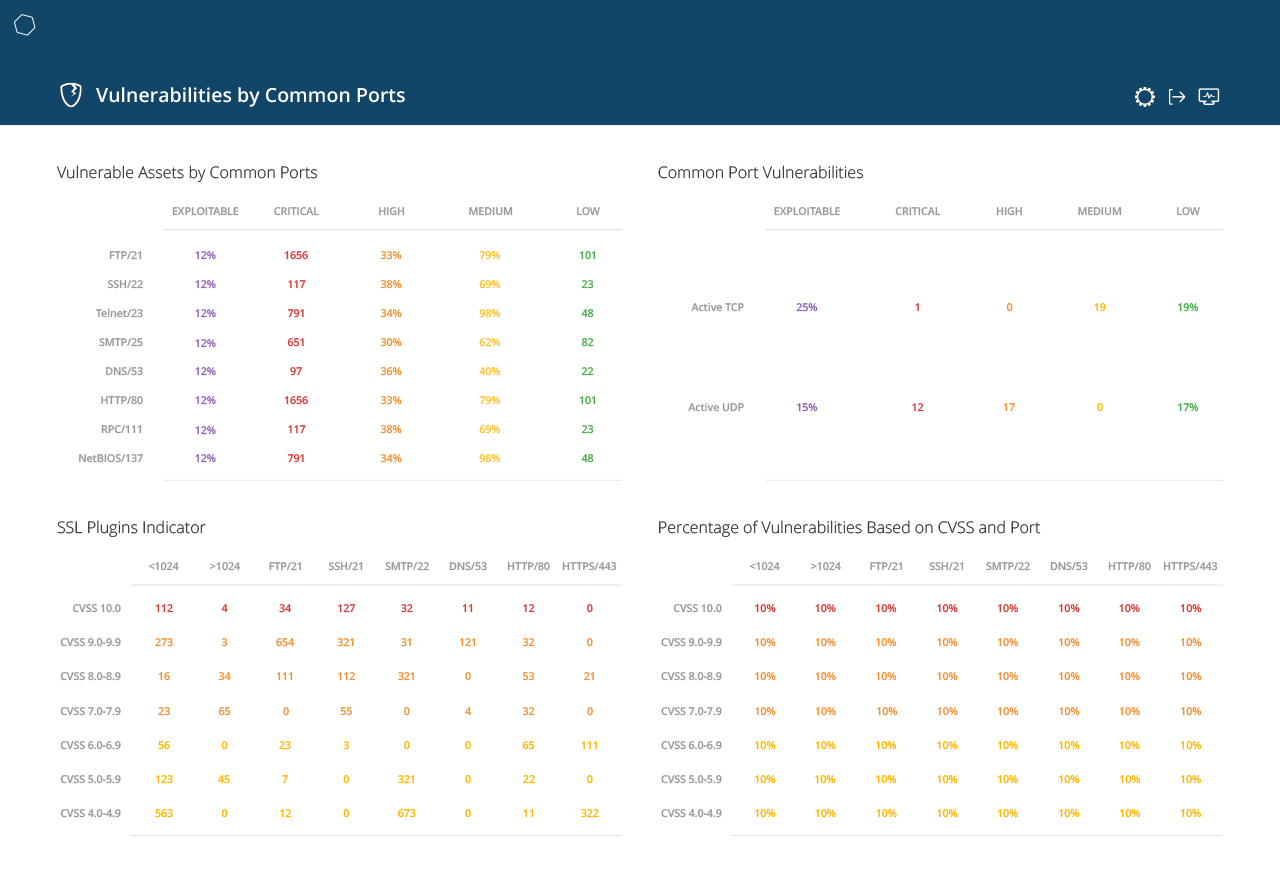 Vulnerabilities by Common Ports
Vulnerable Assets by Common Ports
EXPLOITABLE CRITICAL HIGH MEDIUM LOW
FTP/21 12% 1656 33% 79% 101
SSH/22 12% 117 38% 69% 23
Telnet/23 12% 791 34% 98% 48
SMTP/25 12% 651 30% 62% 82
DNS/53 12% 97 36% 40% 22
HTTP/80 12% 1656 33% 79% 101
RPC/111 12% 117 38% 69% 23
NetBIOS/137 12% 791 34% 98% 48
Common Port Vulnerabilities
EXPLOITABLE CRITICAL HIGH MEDIUM LOW
Active TCP 25% 1 0 19 19%
Active UDP 15% 12 17 0 17%
SSL Plugins Indicator
<1024 >1024 FTP/21 SSH/21 SMTP/22 DNS/53 HTTP/80 HTTPS/443
CVSS 10.0 112 4 34 127 32 11 12 0
CVSS 9.0-9.9 273 3 654 321 31 121 32 0
CVSS 8.0-8.9 16 34 111 112 321 0 53 21
CVSS 7.0-7.9 23 65 0 55 0 4 32 0
CVSS 6.0-6.9 56 0 23 3 0 0 65 111
CVSS 5.0-5.9 123 45 7 0 321 0 22 0
CVSS 4.0-4.9 563 0 12 0 673 0 11 322
Percentage of Vulnerabilities Based on CVSS and Port
<1024 >1024 FTP/21 SSH/21 SMTP/22 DNS/53 HTTP/80 HTTPS/443
CVSS 10.0 10% 10% 10% 10% 10% 10% 10% 10%
CVSS 9.0-9.9 10% 10% 10% 10% 10% 10% 10% 10%
CVSS 8.0-8.9 10% 10% 10% 10% 10% 10% 10% 10%
CVSS 7.0-7.9 10% 10% 10% 10% 10% 10% 10% 10%
CVSS 6.0-6.9 10% 10% 10% 10% 10% 10% 10% 10%
CVSS 5.0-5.9 10% 10% 10% 10% 10% 10% 10% 10%
CVSS 4.0-4.9 10% 10% 10% 10% 10% 10% 10% 10%